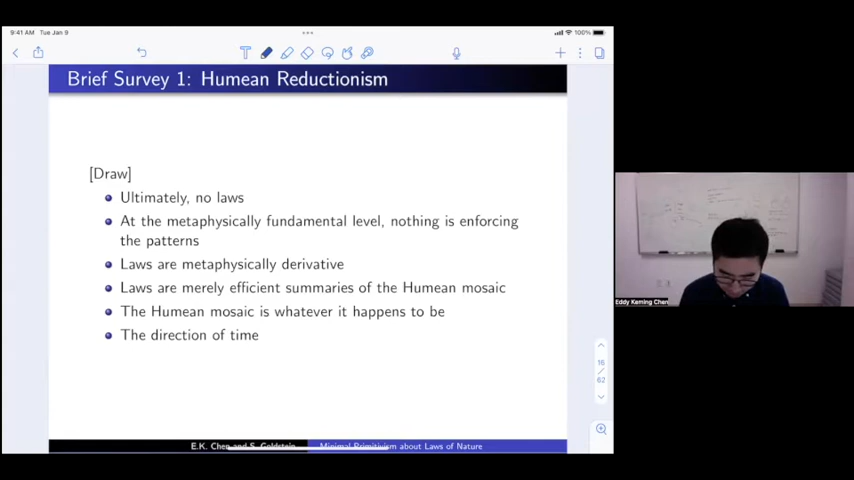 9:41 AM Tue Jan 9
100%
T
Brief Survey 1: Humean Reductionism
[Draw]
Ultimately, no laws
At the metaphysically fundamental level, nothing is enforcing
the patterns
Laws are metaphysically derivative
Laws are merely efficient summaries of the Humean mosaic
The Humean mosaic is whatever it happens to be
The direction of time
Eddy Keming Chen
16
/
62
E.K. Chen and S. Goldstein
Minimal Primitivism about Laws of Nature